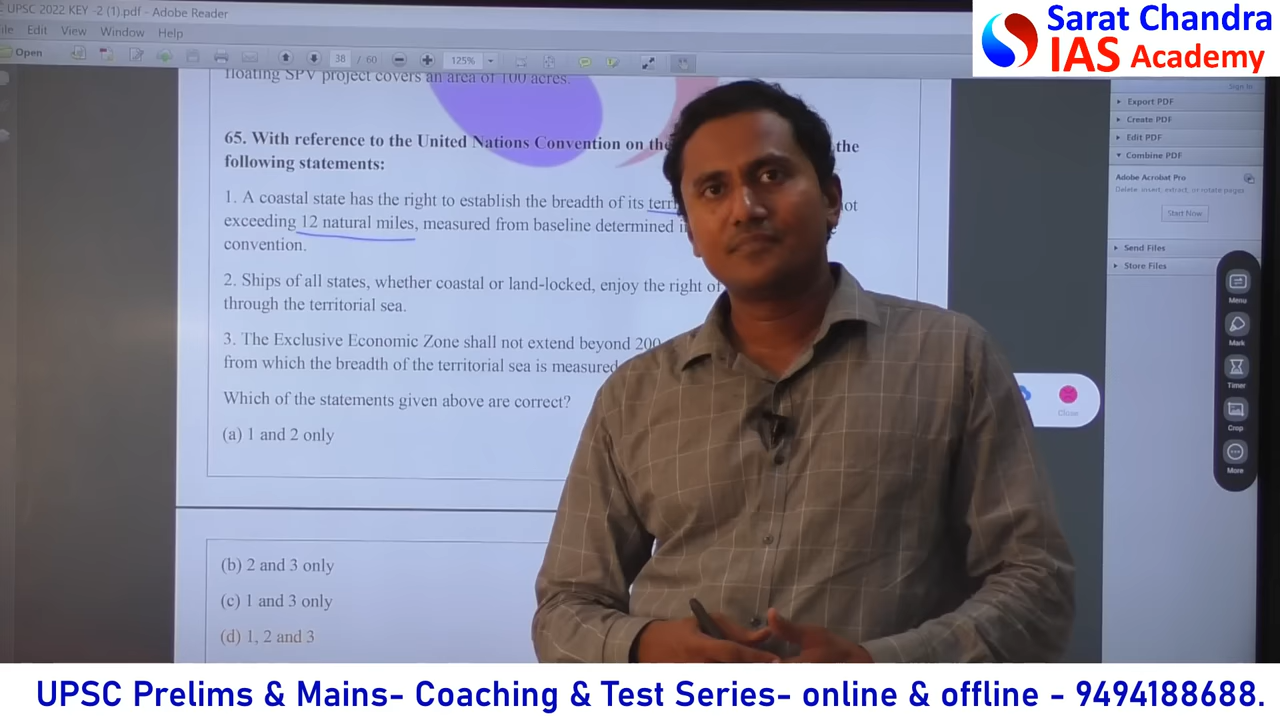 UPSC 2022 KEY -2 (1).pdf - Adobe Reader
Sarat Chandra
IAS Academy
Edit View Window Help
Open
38 / 60
125%
Sign In
floating SPV project covers an area of 100 acres.
Export PDF
Create PDF
Edit PDF
Combine PDF
Adobe Acrobat Pro
Delete, insert, extract, or rotate pages.
Start Now
Send Files
Store Files
65. With reference to the United Nations Convention on the the
following statements:
1. A coastal state has the right to establish the breadth of its
exceeding 12 natural miles, measured from baseline determined
convention.
2. Ships of all states, whether coastal or land-locked, enjoy the right of
through the territorial sea.
3. The Exclusive Economic Zone shall not extend beyond 200
from which the breadth of the territorial sea is measured
Which of the statements given above are correct?
(a) 1 and 2 only
(b) 2 and 3 only
(c) 1 and 3 only
(d) 1, 2 and 3
Menu
Mark
Timer
Crop
More
Close
UPSC Prelims & Mains- Coaching & Test Series- online & offline - 9494188688.